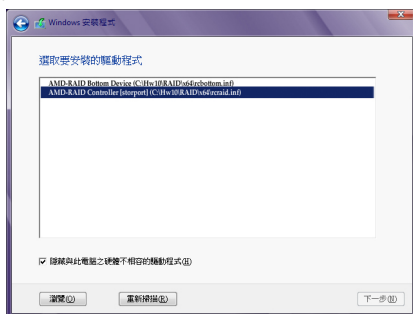 Windows 安裝程式
選取要安裝的驅動程式
AMD-RAID Bottom Device (C:\Hw10\RAID\x64\rcbottom.inf)
AMD-RAID Controller [storport] (C:\Hw10\RAID\x64\rcraid.inf)
隱藏與此電腦之硬體不相容的驅動程式(H)
瀏覽(O) 重新掃描(R) 下一步(N)